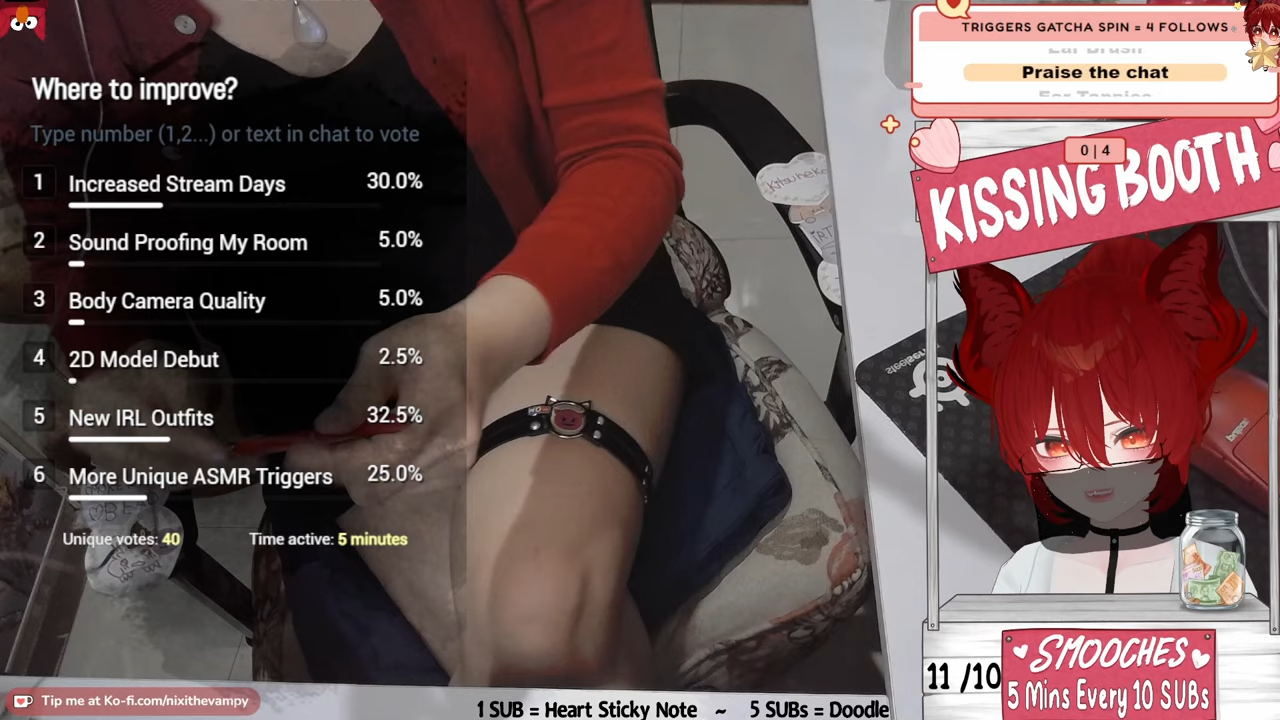 Where to improve?
Type number (1,2...) or text in chat to vote
1 Increased Stream Days 30.0%
2 Sound Proofing My Room 5.0%
3 Body Camera Quality 5.0%
4 2D Model Debut 2.5%
5 New IRL Outfits 32.5%
6 More Unique ASMR Triggers 25.0%
Unique votes: 40 Time active: 5 minutes
Tip me at Ko-fi.com/nixithevampy
1 SUB = Heart Sticky Note ~ 5 SUBs = Doodle
TRIGGERS GATCHA SPIN = 4 FOLLOWS
Praise the chat
0 | 4
KISSING BOOTH
steelseries
11 /10
SMOOCHES
5 Mins Every 10 SUBs